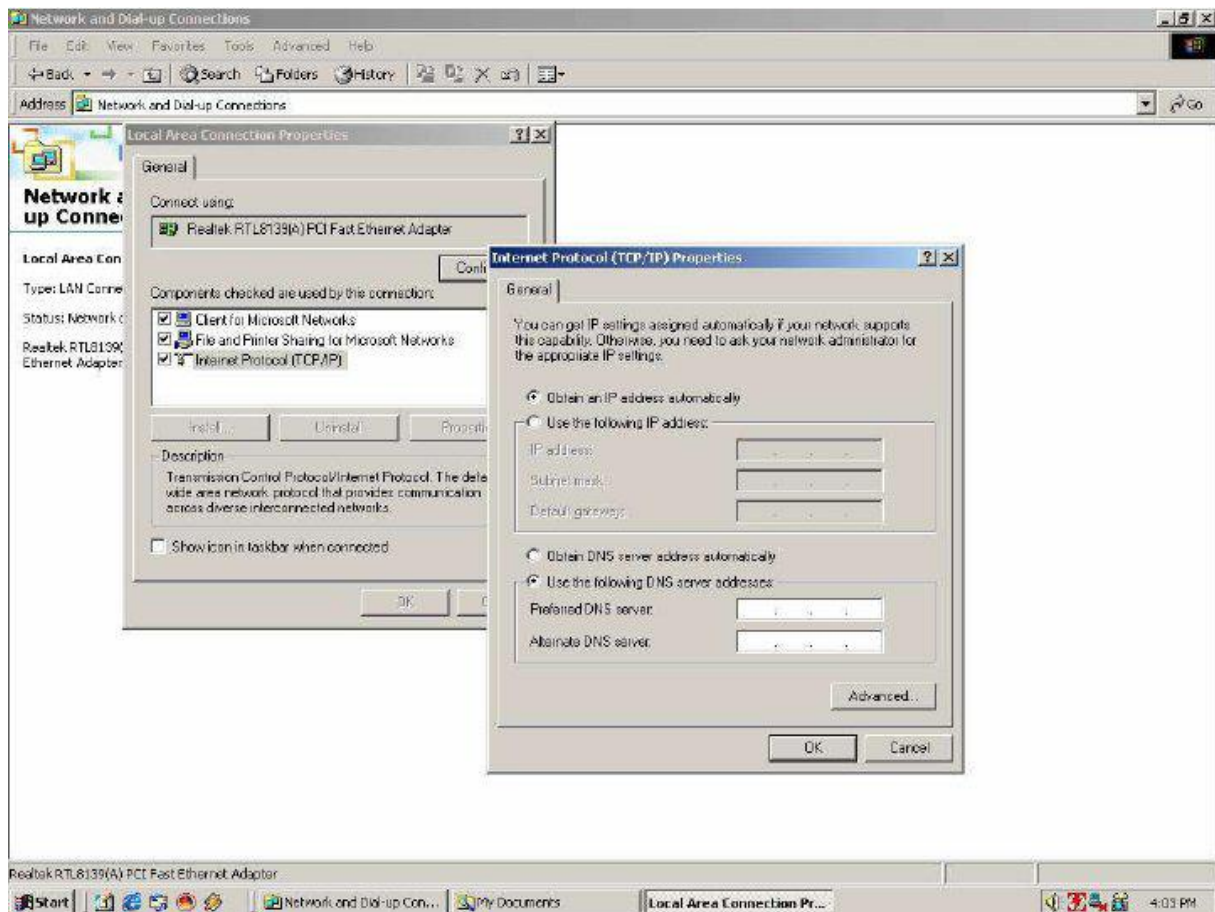 Network and Dial-up Connections
File Edit View Favorites Tools Advanced Help
Back Search Folders History
Address Network and Dial-up Connections Go
Local Area Connection Properties
General
Connect using:
Realtek RTL8139(A) PCI Fast Ethernet Adapter
Network a
up Conne
Local Area Con
Type: LAN Conne
Status: Network c
Realtek RTL8139(
Ethernet Adapter
Confi
Components checked are used by this connection:
Client for Microsoft Networks
File and Printer Sharing for Microsoft Networks
Internet Protocol (TCP/IP)
Install... Uninstall Properti
Description
Transmission Control Protocol/Internet Protocol. The defa
wide area network protocol that provides communication
across diverse interconnected networks.
Show icon in taskbar when connected
OK C
Internet Protocol (TCP/IP) Properties
General
You can get IP settings assigned automatically if your network supports
this capability. Otherwise, you need to ask your network administrator for
the appropriate IP settings.
Obtain an IP address automatically
Use the following IP address:
IP address:
Subnet mask:
Default gateway:
Obtain DNS server address automatically
Use the following DNS server addresses:
Preferred DNS server:
Alternate DNS server:
Advanced...
OK Cancel
Realtek RTL8139(A) PCI Fast Ethernet Adapter
Start Network and Dial-up Con... My Documents Local Area Connection Pr... 4:03 PM